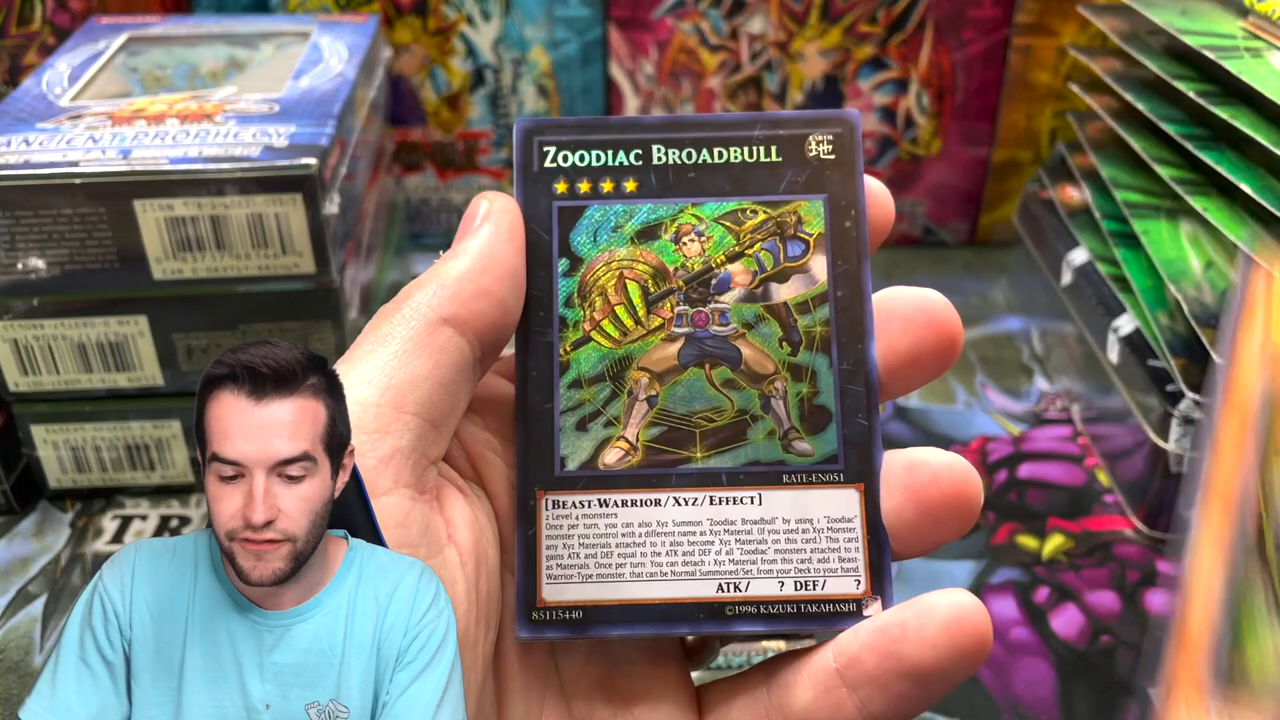 ANCIENT PROPHECY
ZOODIAC BROADBULL
EARTH
地
RATE-EN051
[BEAST-WARRIOR/XYZ/EFFECT]
2 Level 4 monsters
Once per turn, you can also Xyz Summon "Zoodiac Broadbull" by using 1 "Zoodiac"
monster you control with a different name as Xyz Material. (If you used an Xyz Monster,
any Xyz Materials attached to it also become Xyz Materials on this card.) This card
gains ATK and DEF equal to the ATK and DEF of all "Zoodiac" monsters attached to it
as Materials. Once per turn: You can detach 1 Xyz Material from this card; add 1 Beast-
Warrior-Type monster, that can be Normal Summoned/Set, from your Deck to your hand.
ATK/ ? DEF/ ?
85115440
©1996 KAZUKI TAKAHASHI